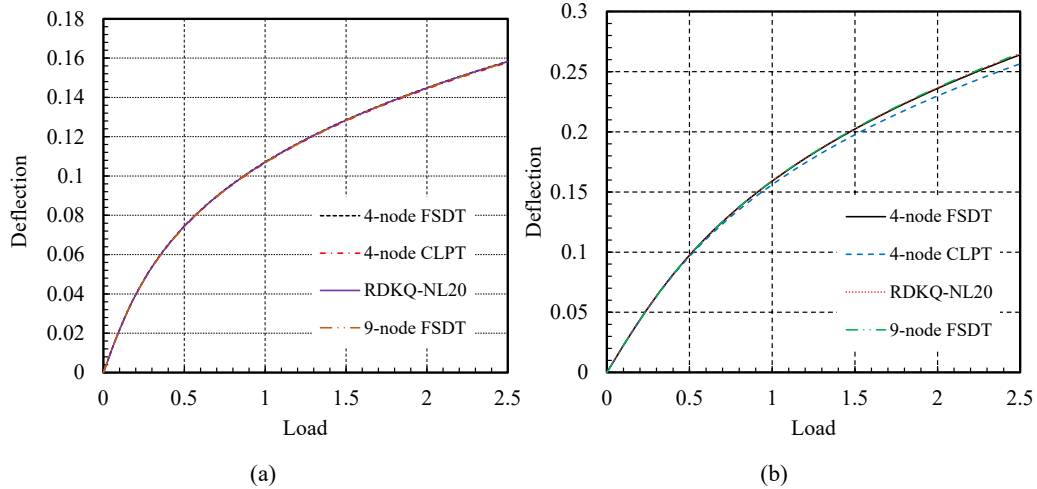 0.18
0.16
0.14
0.12
0.1
0.08
0.06
0.04
0.02
0
Deflection
4-node FSDT
4-node CLPT
RDKQ-NL20
9-node FSDT
0 0.5 1 1.5 2 2.5
Load
(a)
0.3
0.25
0.2
0.15
0.1
0.05
0
Deflection
4-node FSDT
4-node CLPT
RDKQ-NL20
9-node FSDT
0 0.5 1 1.5 2 2.5
Load
(b)